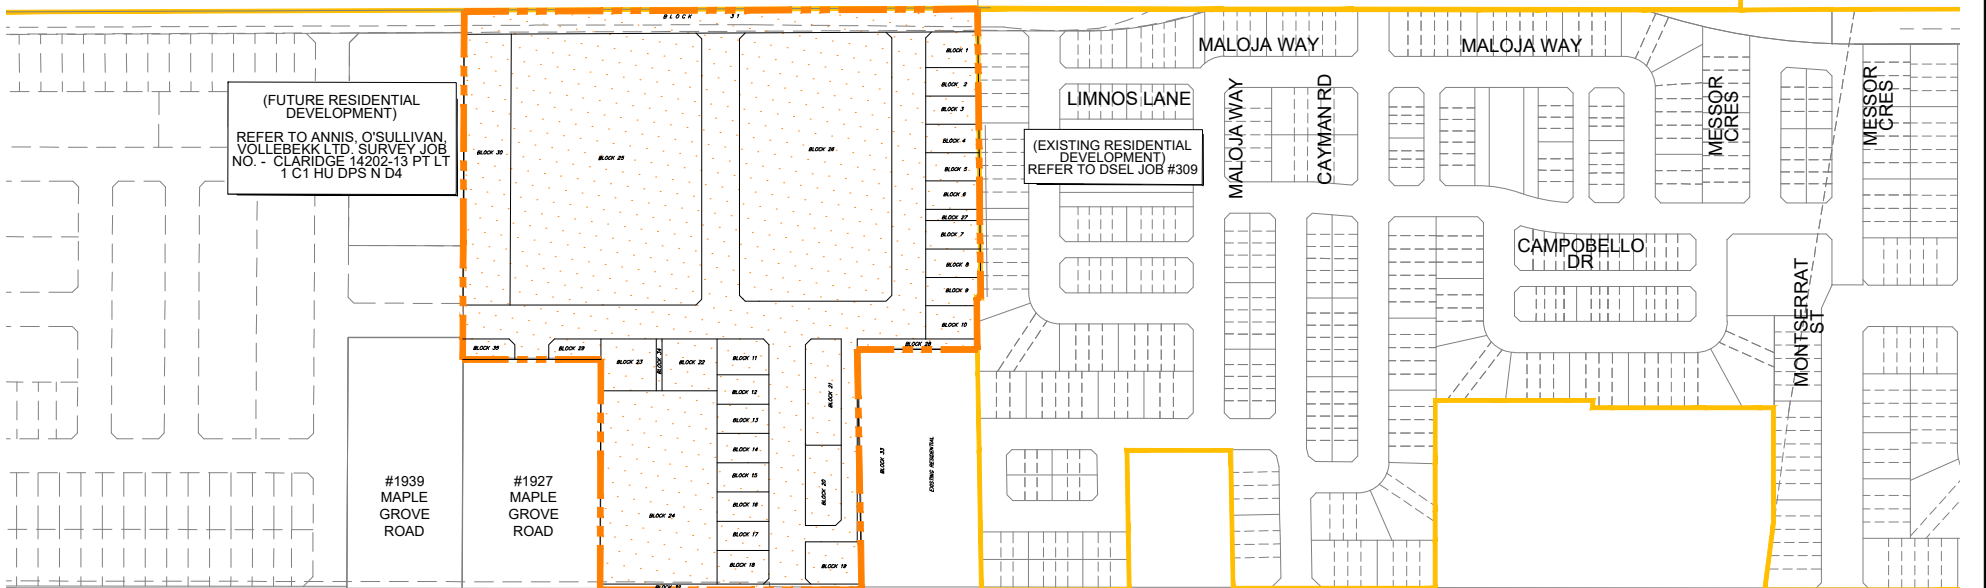 BLOCK 31
(FUTURE RESIDENTIAL
DEVELOPMENT)
REFER TO ANNIS, O'SULLIVAN,
VOLLEBEKK LTD. SURVEY JOB
NO. - CLARIDGE 14202-13 PT LT
1 C1 HU DPS N D4
BLOCK 30
BLOCK 25
BLOCK 26
BLOCK 1
BLOCK 2
BLOCK 3
BLOCK 4
BLOCK 5
BLOCK 6
BLOCK 27
BLOCK 7
BLOCK 8
BLOCK 9
BLOCK 10
BLOCK 28
BLOCK 29
BLOCK 23
BLOCK 34
BLOCK 22
BLOCK 11
BLOCK 12
BLOCK 13
BLOCK 14
BLOCK 15
BLOCK 16
BLOCK 17
BLOCK 18
BLOCK 24
BLOCK 21
BLOCK 20
BLOCK 19
BLOCK 33
EXISTING RESIDENTIAL
#1939
MAPLE
GROVE
ROAD
#1927
MAPLE
GROVE
ROAD
(EXISTING RESIDENTIAL
DEVELOPMENT)
REFER TO DSEL JOB #309
MALOJA WAY
MALOJA WAY
LIMNOS LANE
MALOJA WAY
CAYMAN RD
MESSOR
CRES
MESSOR
CRES
CAMPOBELLO
DR
MONTSERRAT
ST